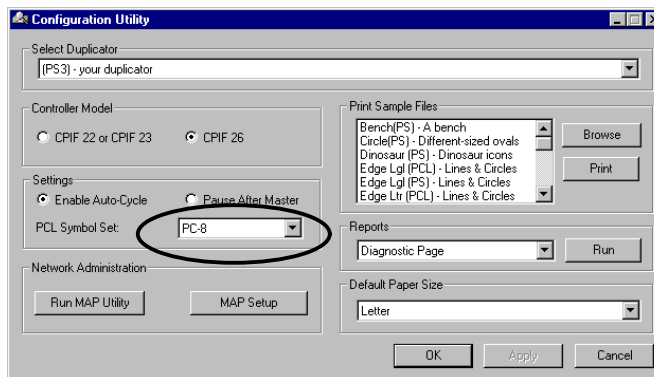 Configuration Utility
Select Duplicator
(PS3) - your duplicator
Controller Model
CPIF 22 or CPIF 23
CPIF 26
Settings
Enable Auto-Cycle
Pause After Master
PCL Symbol Set:
PC-8
Network Administration
Run MAP Utility
MAP Setup
Print Sample Files
Bench(PS) - A bench
Circle(PS) - Different-sized ovals
Dinosaur (PS) - Dinosaur icons
Edge Lgl (PCL) - Lines & Circles
Edge Lgl (PS) - Lines & Circles
Edge Ltr (PCL) - Lines & Circles
Browse
Print
Reports
Diagnostic Page
Run
Default Paper Size
Letter
OK
Apply
Cancel